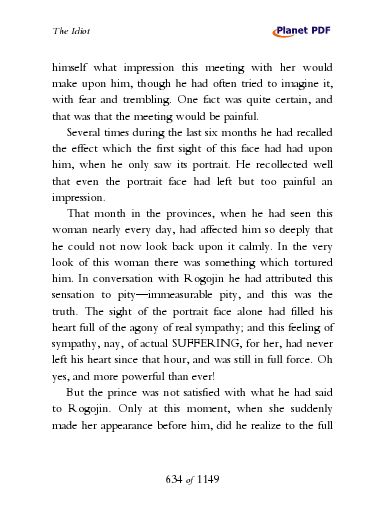 The Idiot
Planet PDF
himself what impression this meeting with her would
make upon him, though he had often tried to imagine it,
with fear and trembling. One fact was quite certain, and
that was that the meeting would be painful.
Several times during the last six months he had recalled
the effect which the first sight of this face had had upon
him, when he only saw its portrait. He recollected well
that even the portrait face had left but too painful an
impression.
That month in the provinces, when he had seen this
woman nearly every day, had affected him so deeply that
he could not now look back upon it calmly. In the very
look of this woman there was something which tortured
him. In conversation with Rogojin he had attributed this
sensation to pity—immeasurable pity, and this was the
truth. The sight of the portrait face alone had filled his
heart full of the agony of real sympathy; and this feeling of
sympathy, nay, of actual SUFFERING, for her, had never
left his heart since that hour, and was still in full force. Oh
yes, and more powerful than ever!
But the prince was not satisfied with what he had said
to Rogojin. Only at this moment, when she suddenly
made her appearance before him, did he realize to the full
634 of 1149